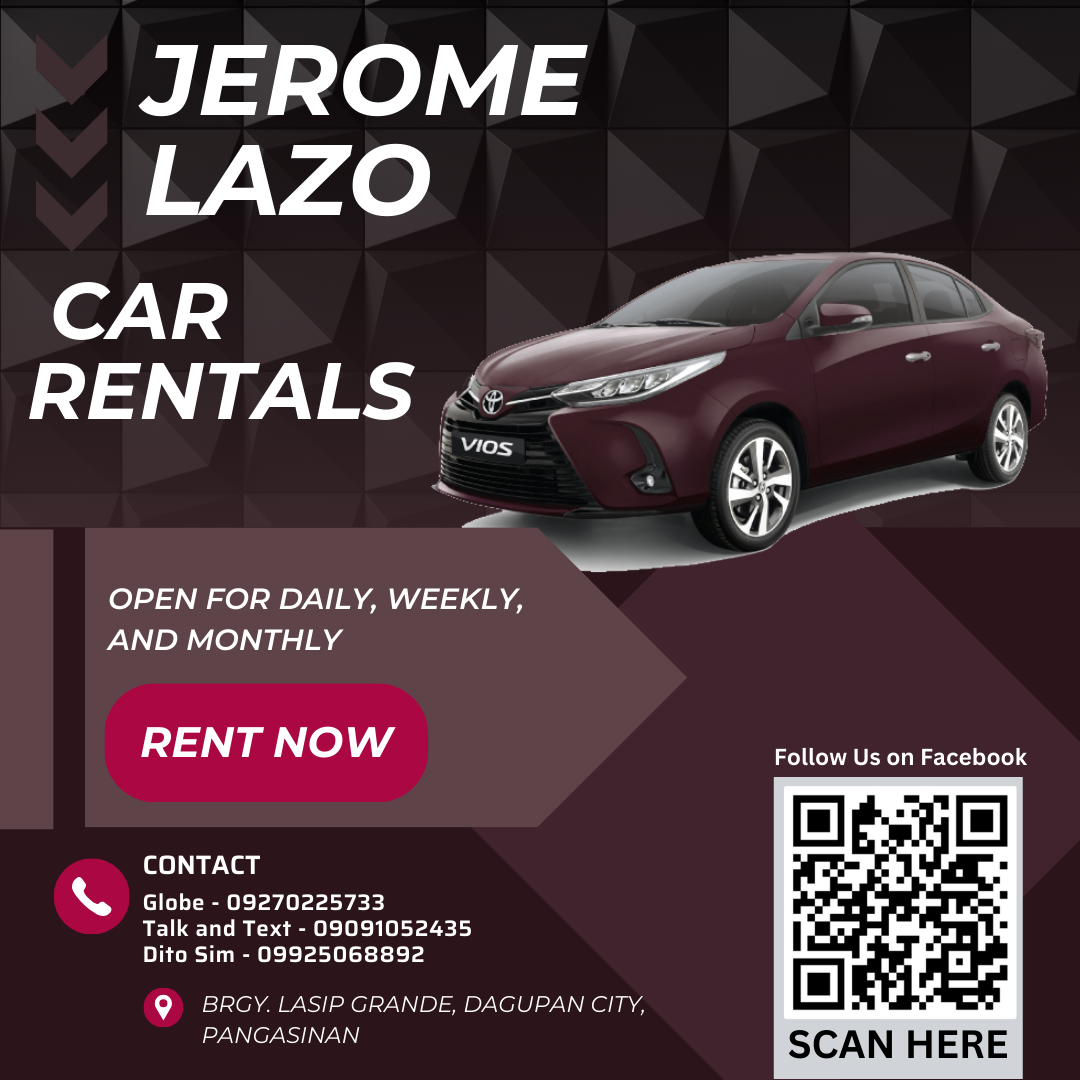 JEROME
LAZO
CAR
RENTALS
VIOS
OPEN FOR DAILY, WEEKLY,
AND MONTHLY
RENT NOW
Follow Us on Facebook
CONTACT
Globe - 09270225733
Talk and Text - 09091052435
Dito Sim - 09925068892
BRGY. LASIP GRANDE, DAGUPAN CITY,
PANGASINAN
SCAN HERE